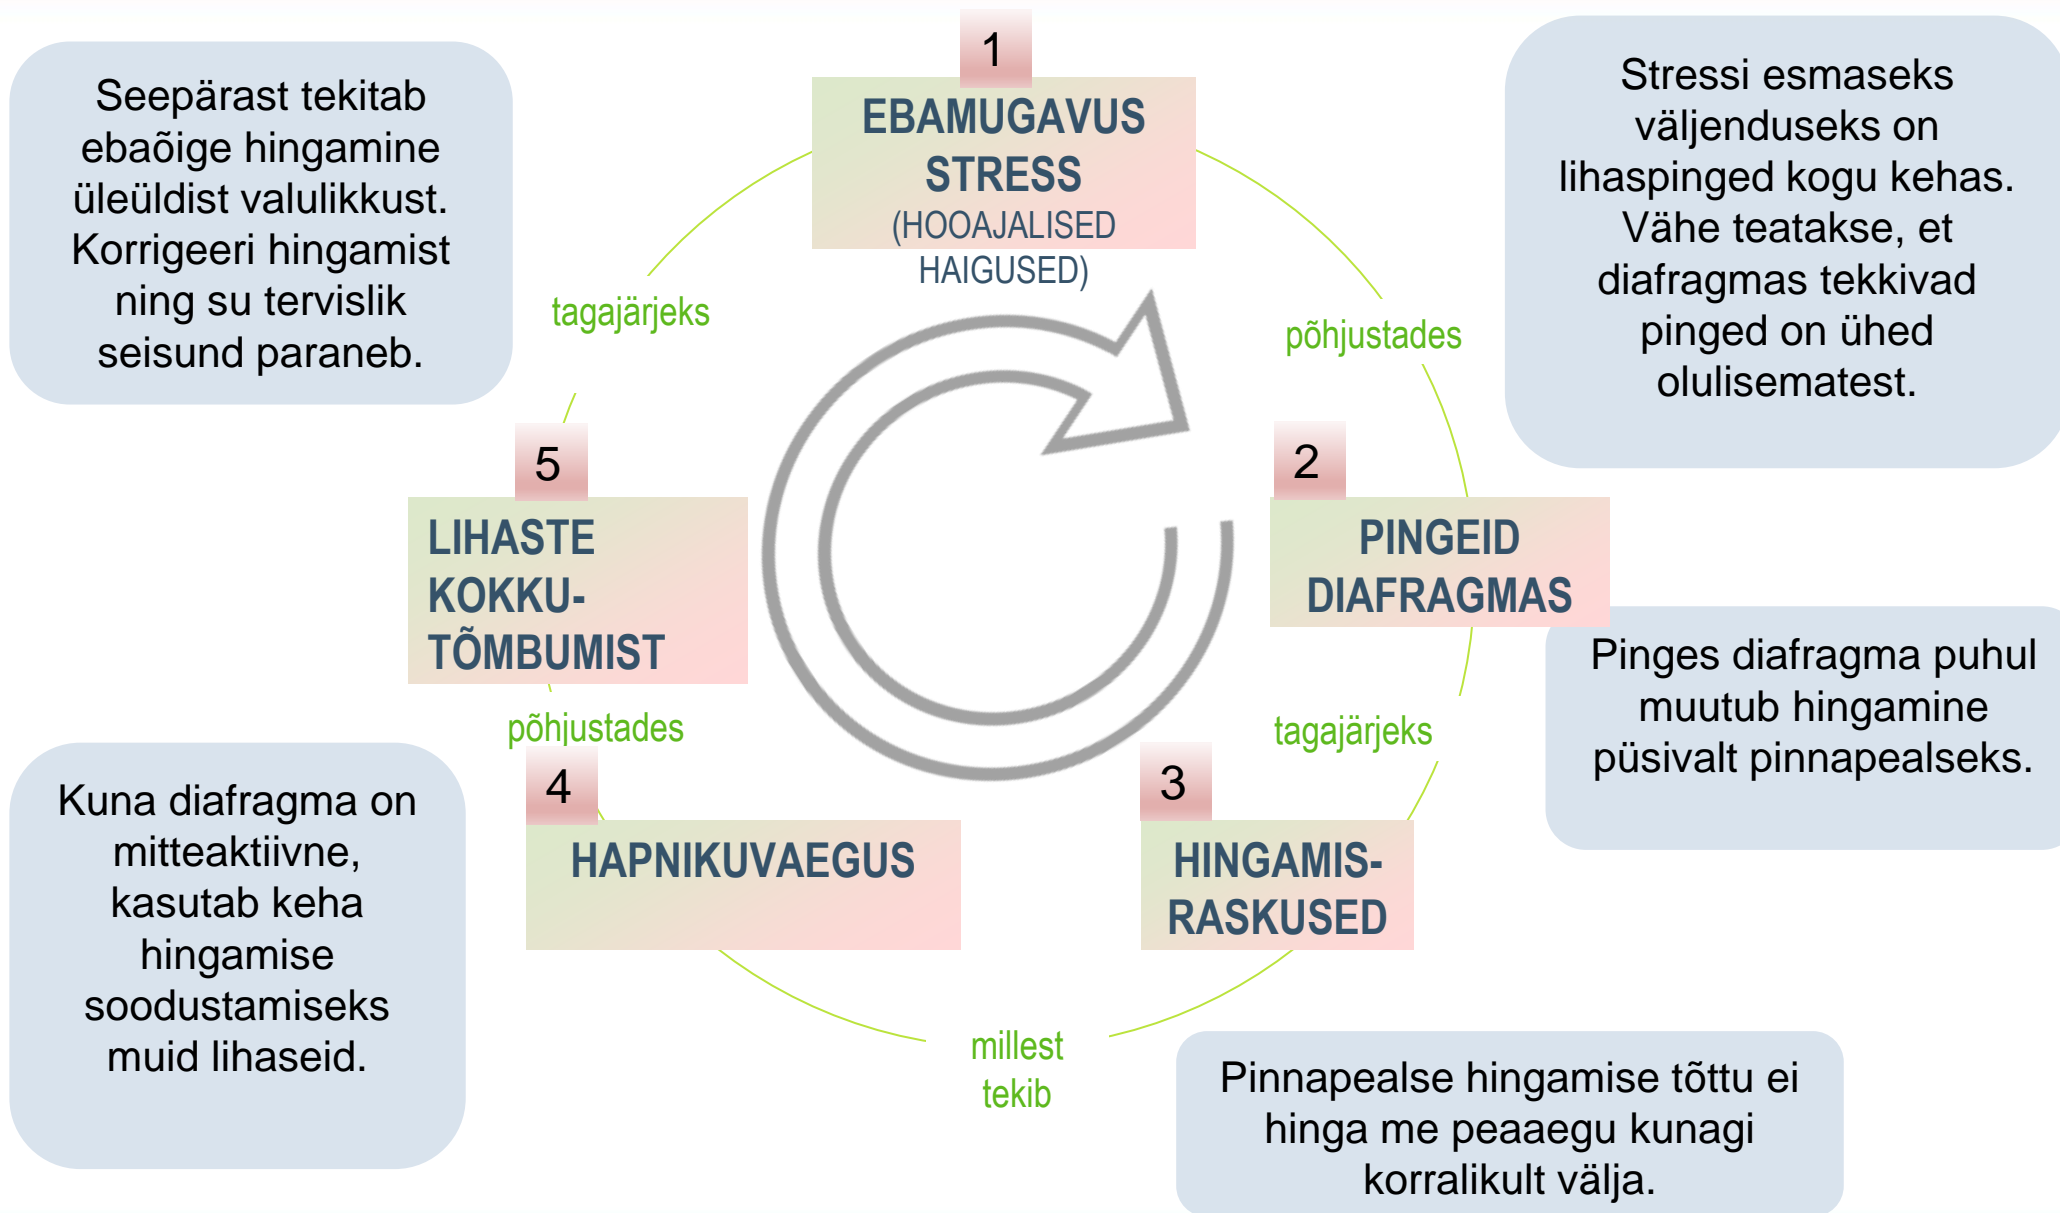 1
EBAMUGAVUS
STRESS
(HOOAJALISED
HAIGUSED)
Seepärast tekitab
ebaõige hingamine
üleüldist valulikkust.
Korrigeeri hingamist
ning su tervislik
seisund paraneb.
Stressi esmaseks
väljenduseks on
lihaspinged kogu kehas.
Vähe teatakse, et
diafragmas tekkivad
pinged on ühed
olulisematest.
tagajärjeks
põhjustades
5
LIHASTE
KOKKU-
TÕMBUMIST
2
PINGEID
DIAFRAGMAS
Pinges diafragma puhul
muutub hingamine
püsivalt pinnapealseks.
põhjustades
tagajärjeks
4
HAPNIKUVAEGUS
3
HINGAMIS-
RASKUSED
Kuna diafragma on
mitteaktiivne,
kasutab keha
hingamise
soodustamiseks
muid lihaseid.
millest
tekib
Pinnapealse hingamise tõttu ei
hinga me peaaegu kunagi
korralikult välja.